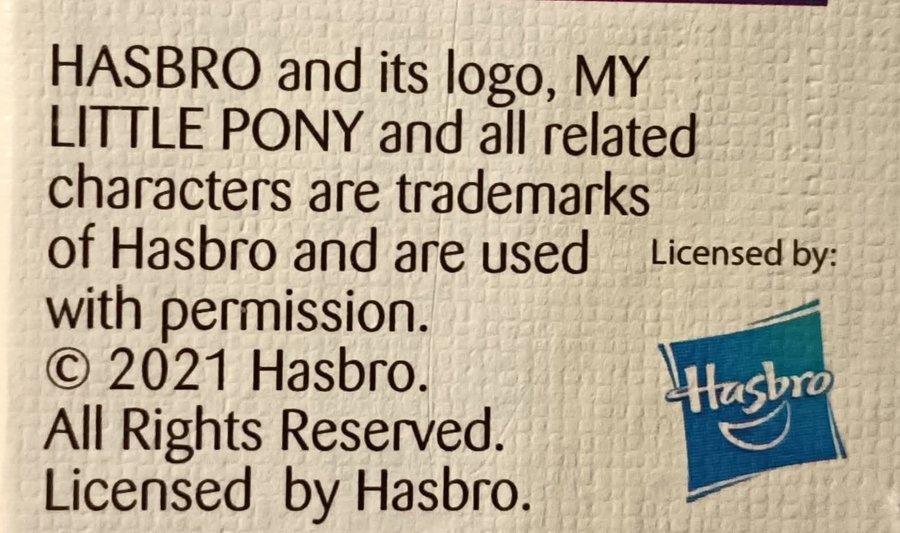 HASBRO and its logo, MY
LITTLE PONY and all related
characters are trademarks
of Hasbro and are used
with permission.
© 2021 Hasbro.
All Rights Reserved.
Licensed by Hasbro.
Licensed by:
Hasbro